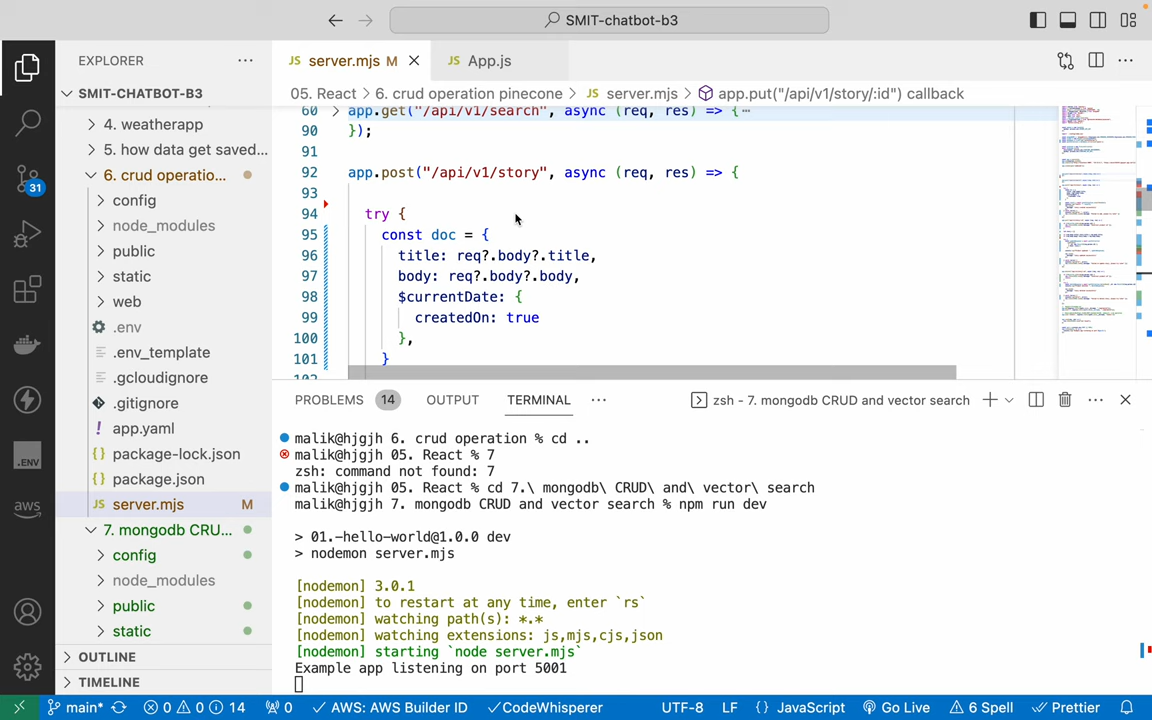 SMIT-chatbot-b3
EXPLORER
SMIT-CHATBOT-B3
4. weatherapp
5. how data get saved...
6. crud operatio...
config
node_modules
public
static
web
.env
.env_template
.gcloudignore
.gitignore
app.yaml
package-lock.json
package.json
JS server.mjs M
7. mongodb CRU...
config
node_modules
public
static
OUTLINE
TIMELINE
31
.ENV
aws
JS server.mjs M
JS App.js
05. React > 6. crud operation pinecone > JS server.mjs > app.put("/api/v1/story/:id") callback
60 app.get("/api/v1/search", async (req, res) => {
90 });
91
92 app.post("/api/v1/story", async (req, res) => {
93
94 try {
95 const doc = {
96 title: req?.body?.title,
97 body: req?.body?.body,
98 $currentDate: {
99 createdOn: true
100 },
101 }
102
PROBLEMS 14 OUTPUT TERMINAL ··· zsh - 7. mongodb CRUD and vector search
malik@hjgjh 6. crud operation % cd ..
malik@hjgjh 05. React % 7
zsh: command not found: 7
malik@hjgjh 05. React % cd 7.\ mongodb\ CRUD\ and\ vector\ search
malik@hjgjh 7. mongodb CRUD and vector search % npm run dev
> 01.-hello-world@1.0.0 dev
> nodemon server.mjs
[nodemon] 3.0.1
[nodemon] to restart at any time, enter `rs`
[nodemon] watching path(s): *.*
[nodemon] watching extensions: js,mjs,cjs,json
[nodemon] starting `node server.mjs`
Example app listening on port 5001
main* 0 0 14 0 AWS: AWS Builder ID CodeWhisperer UTF-8 LF {} JavaScript Go Live 6 Spell Prettier